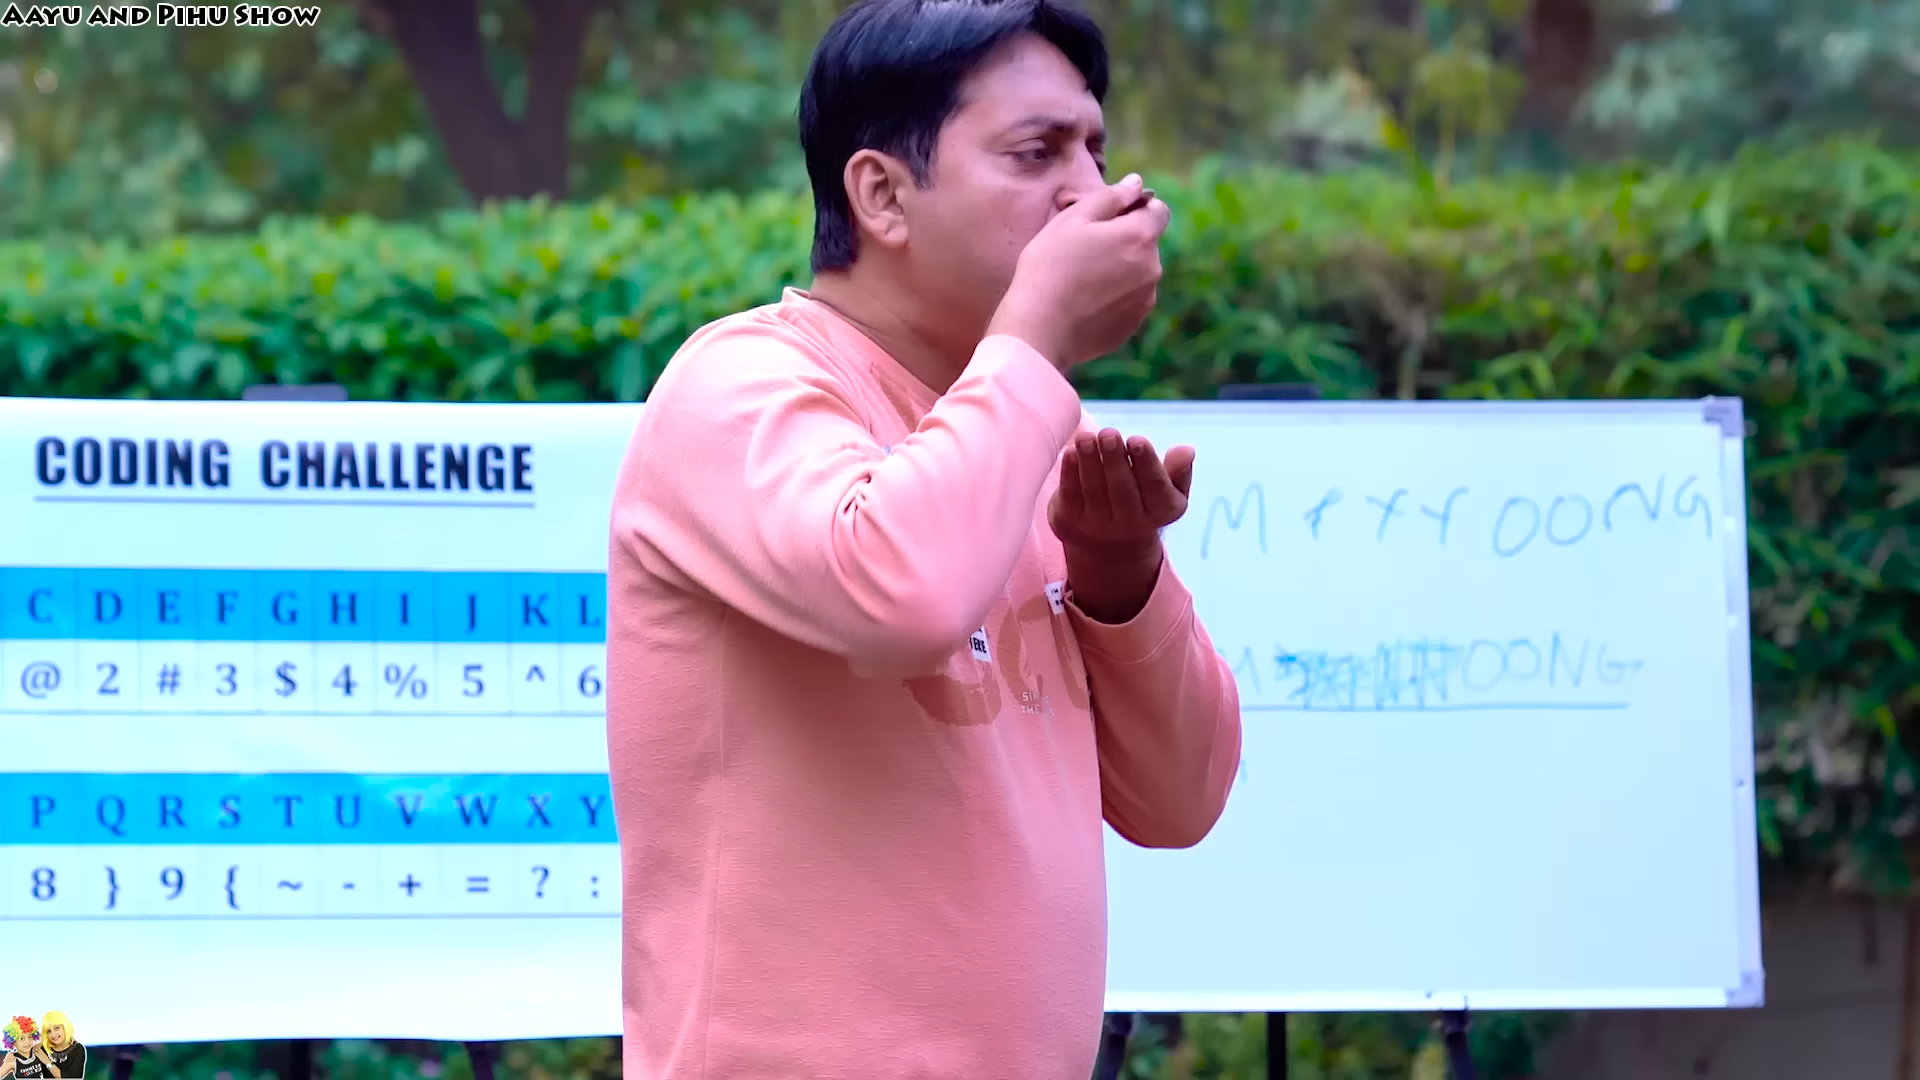 Aayu and Pihu Show
CODING CHALLENGE
C D E F G H I J K L
@ 2 # 3 $ 4 % 5 ^ 6
P Q R S T U V W X Y
8 } 9 { ~ - + = ? :
OONG
OONG